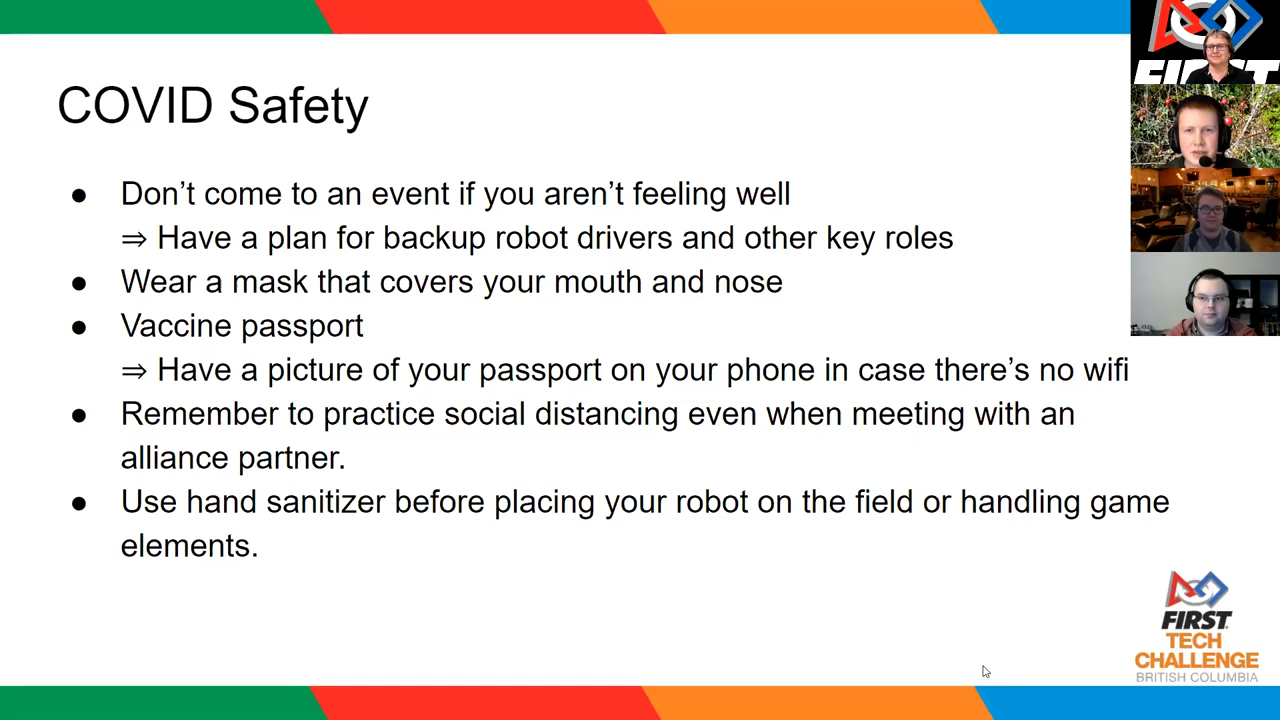 FIRST
COVID Safety
● Don’t come to an event if you aren’t feeling well
⇒ Have a plan for backup robot drivers and other key roles
● Wear a mask that covers your mouth and nose
● Vaccine passport
⇒ Have a picture of your passport on your phone in case there’s no wifi
● Remember to practice social distancing even when meeting with an
alliance partner.
● Use hand sanitizer before placing your robot on the field or handling game
elements.
FIRST
TECH
CHALLENGE
BRITISH COLUMBIA